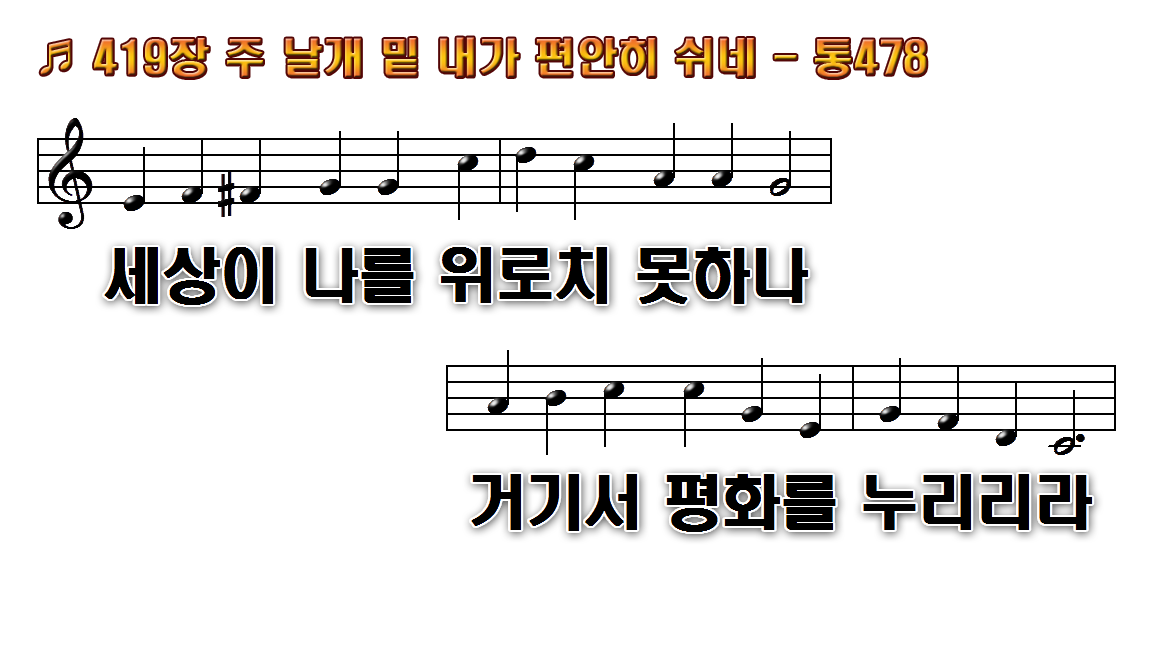 ♬ 419장 주 날개 밑 내가 편안히 쉬네 - 통478
세상이 나를 위로치 못하나
거기서 평화를 누리리라